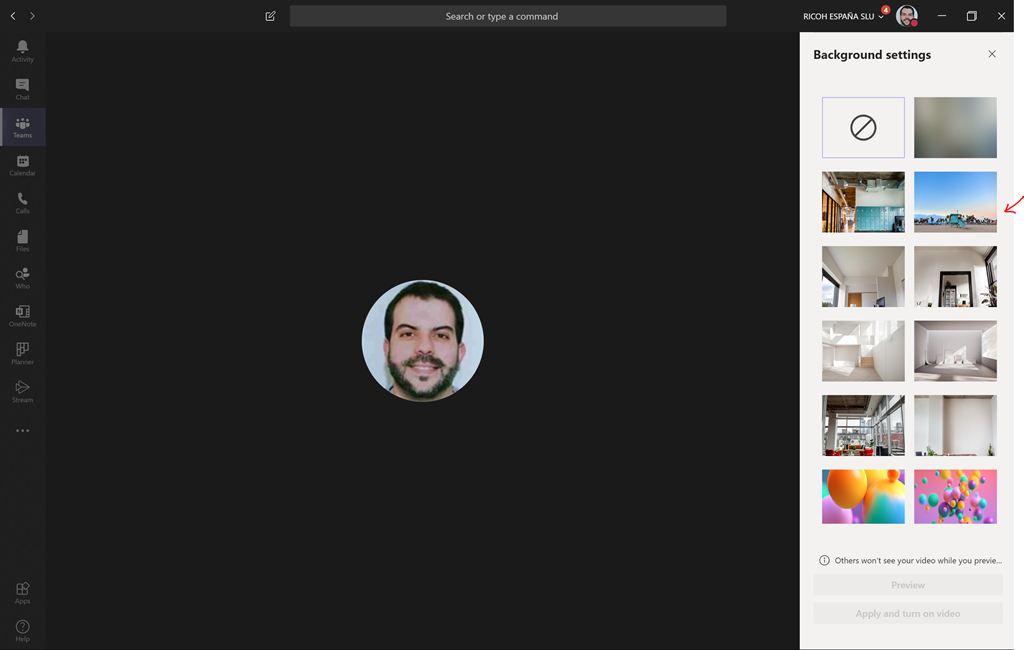 Search or type a command
RICOH ESPAÑA SLU
4
Activity
Chat
Teams
Calendar
Calls
Files
Who
OneNote
Planner
Stream
Apps
Help
Background settings
Others won't see your video while you previe...
Preview
Apply and turn on video